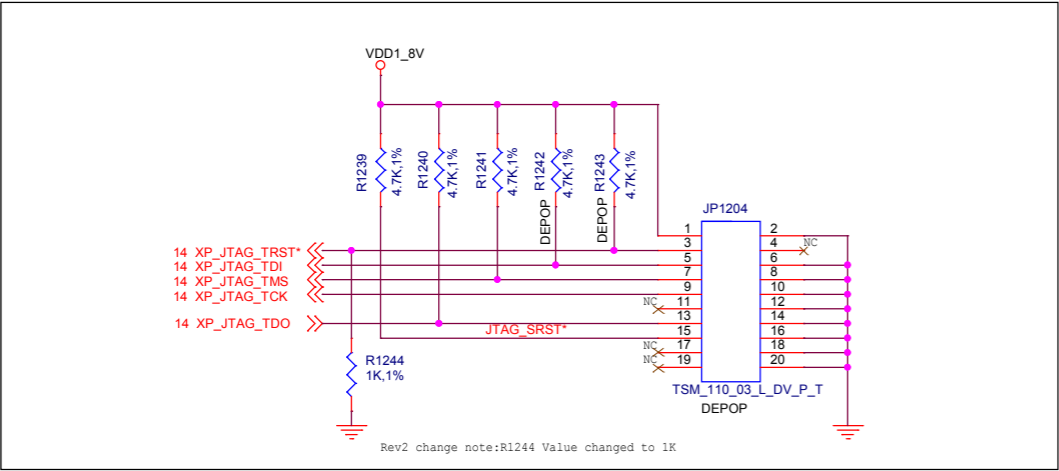 VDD1_8V
R1239
4.7K,1%
R1240
4.7K,1%
R1241
4.7K,1%
R1242
4.7K,1%
R1243
4.7K,1%
DEPOP
DEPOP
JP1204
1 2
3 4 NC
5 6
7 8
9 10
NC 11 12
13 14
15 16
NC 17 18
NC 19 20
14 XP_JTAG_TRST*
14 XP_JTAG_TDI
14 XP_JTAG_TMS
14 XP_JTAG_TCK
14 XP_JTAG_TDO
JTAG_SRST*
R1244
1K,1%
TSM_110_03_L_DV_P_T
DEPOP
Rev2 change note:R1244 Value changed to 1K